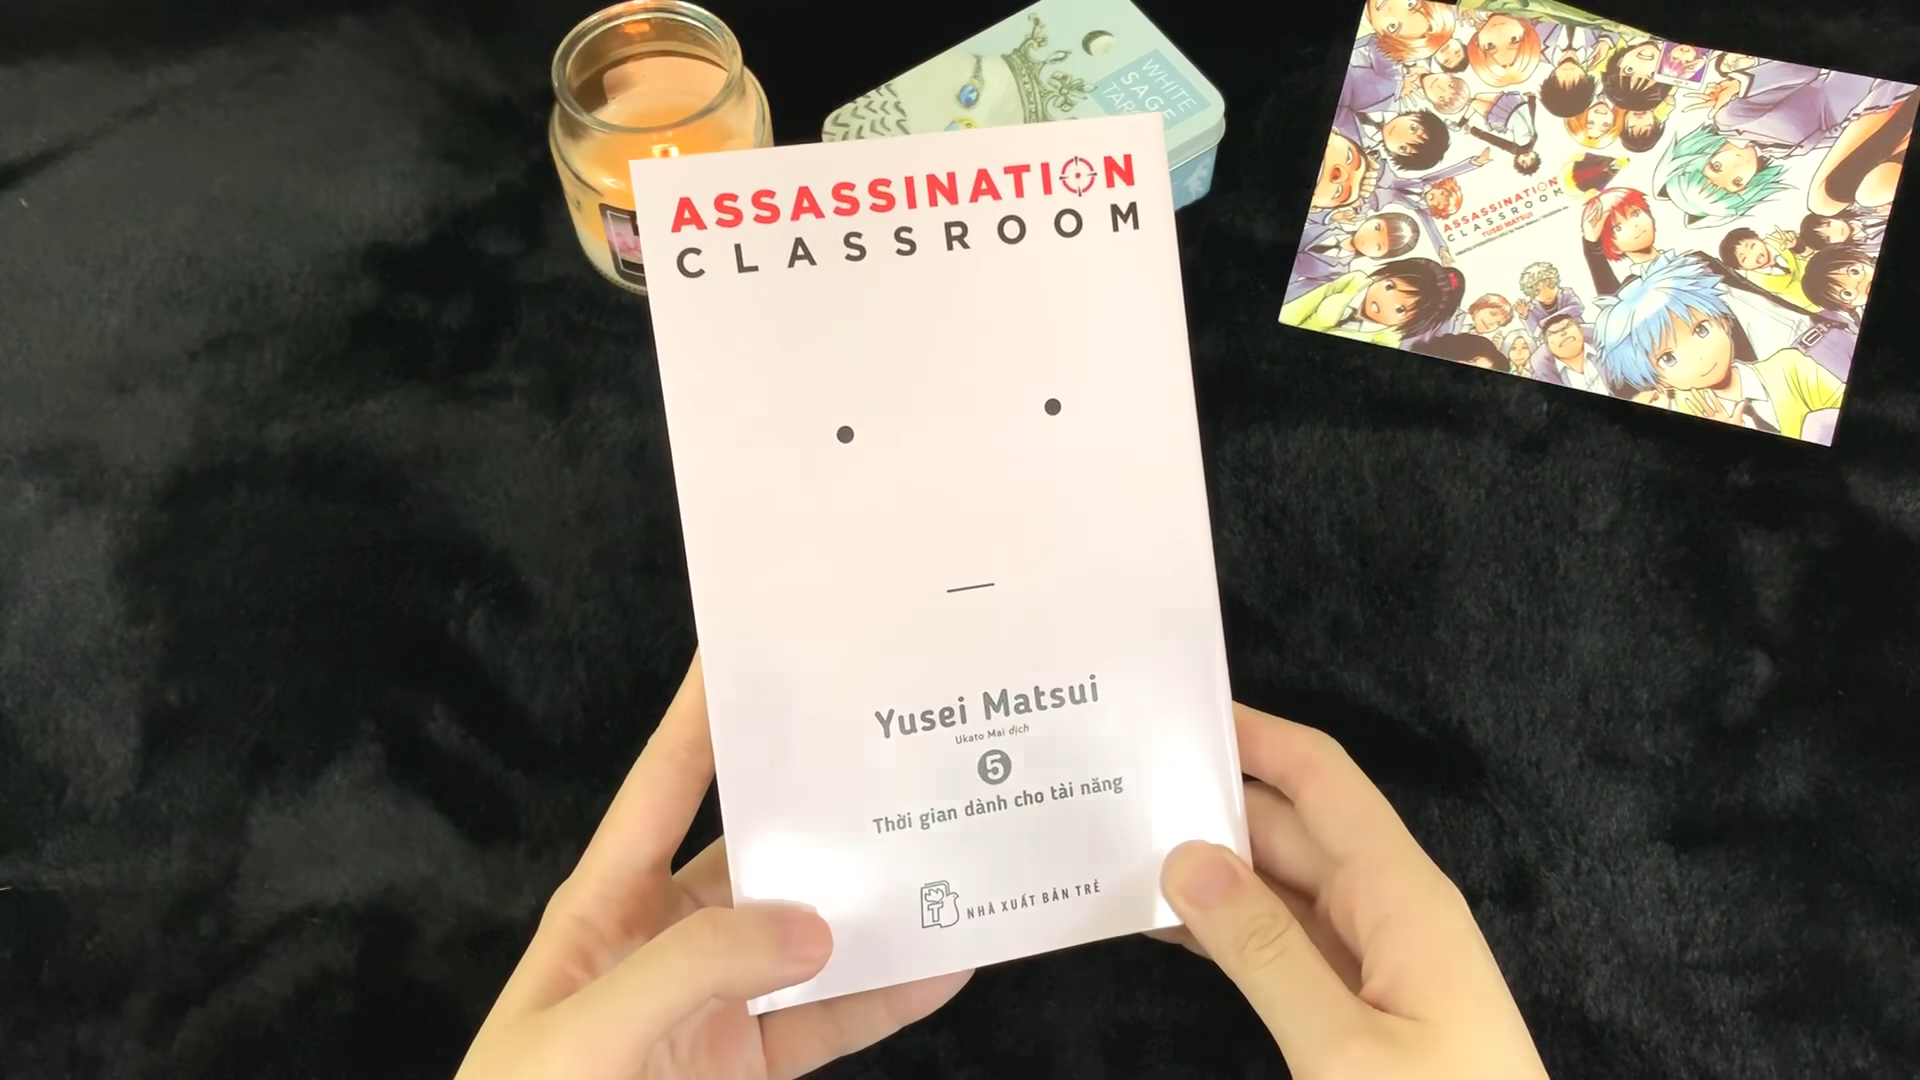 ASSASSINATION
CLASSROOM
Yusei Matsui
Ukato Mai dịch
5
Thời gian dành cho tài năng
NHÀ XUẤT BẢN TRẺ
WHITE
SAGE
ASSASSINATION
CLASSROOM
YUSEI MATSUI